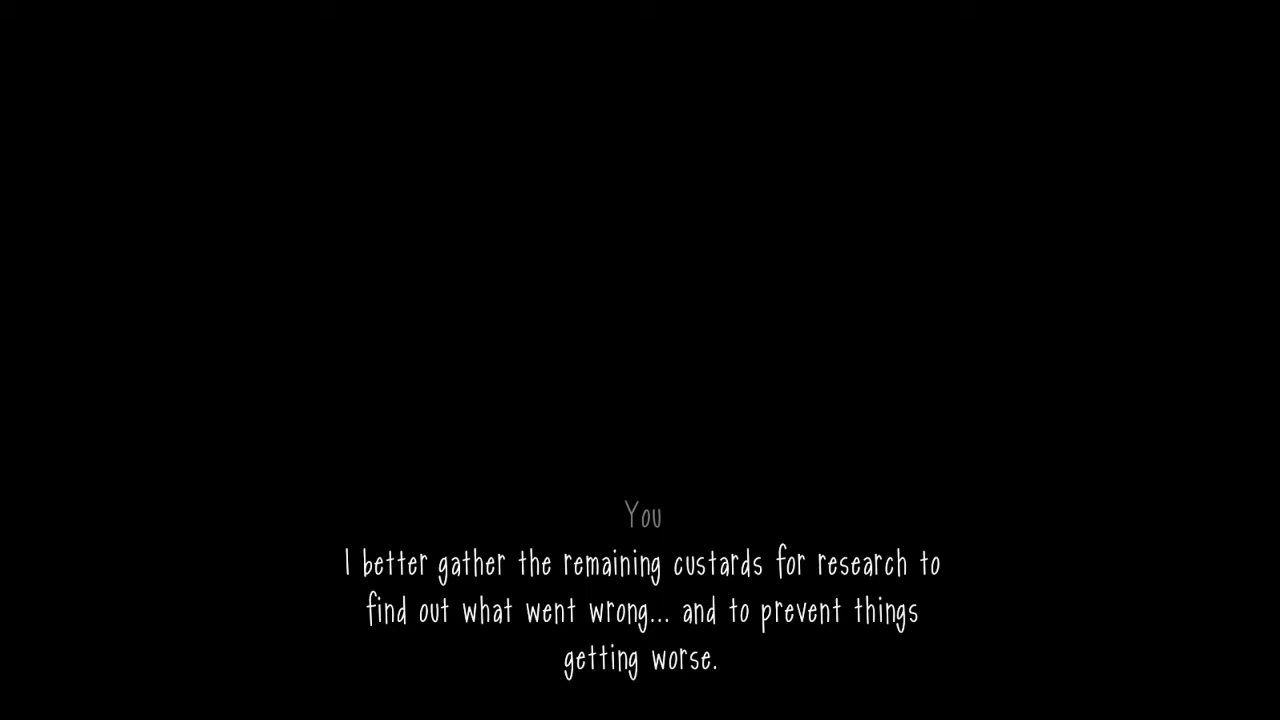 You
I better gather the remaining custards for research to
find out what went wrong... and to prevent things
getting worse.